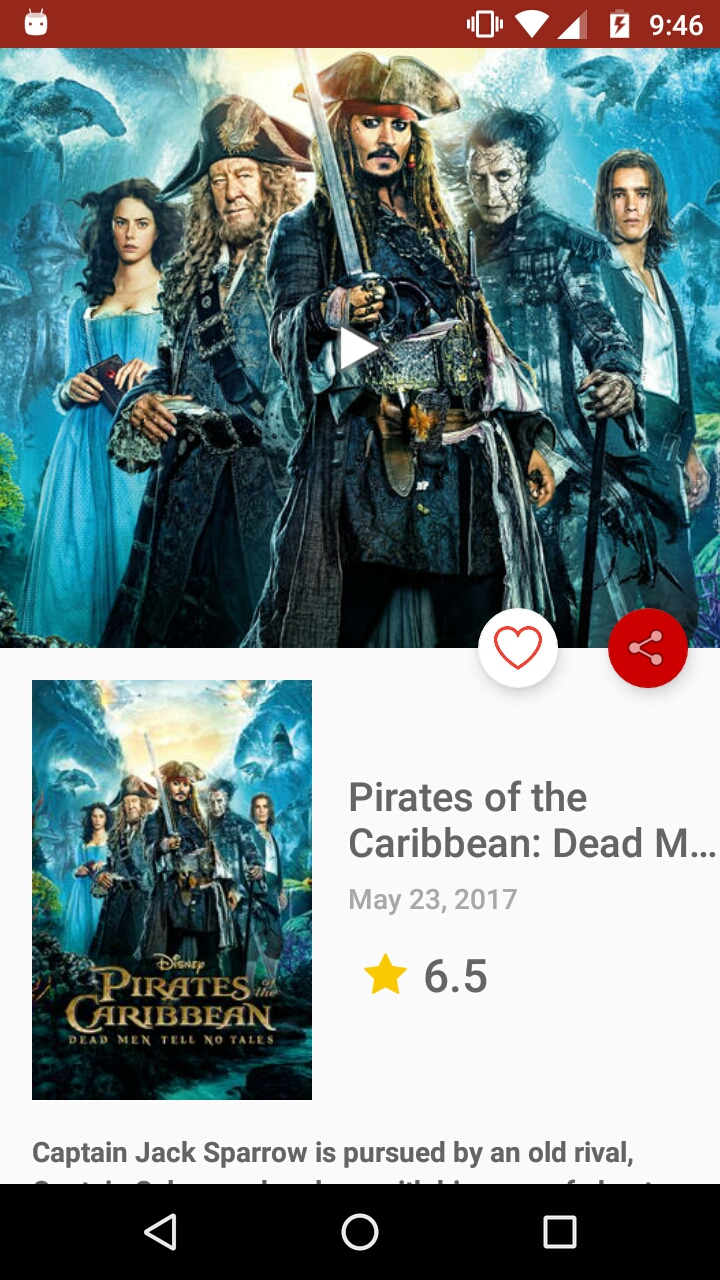 9:46
Disney
PIRATES of the
CARIBBEAN
DEAD MEN TELL NO TALES
Pirates of the
Caribbean: Dead M...
May 23, 2017
6.5
Captain Jack Sparrow is pursued by an old rival,